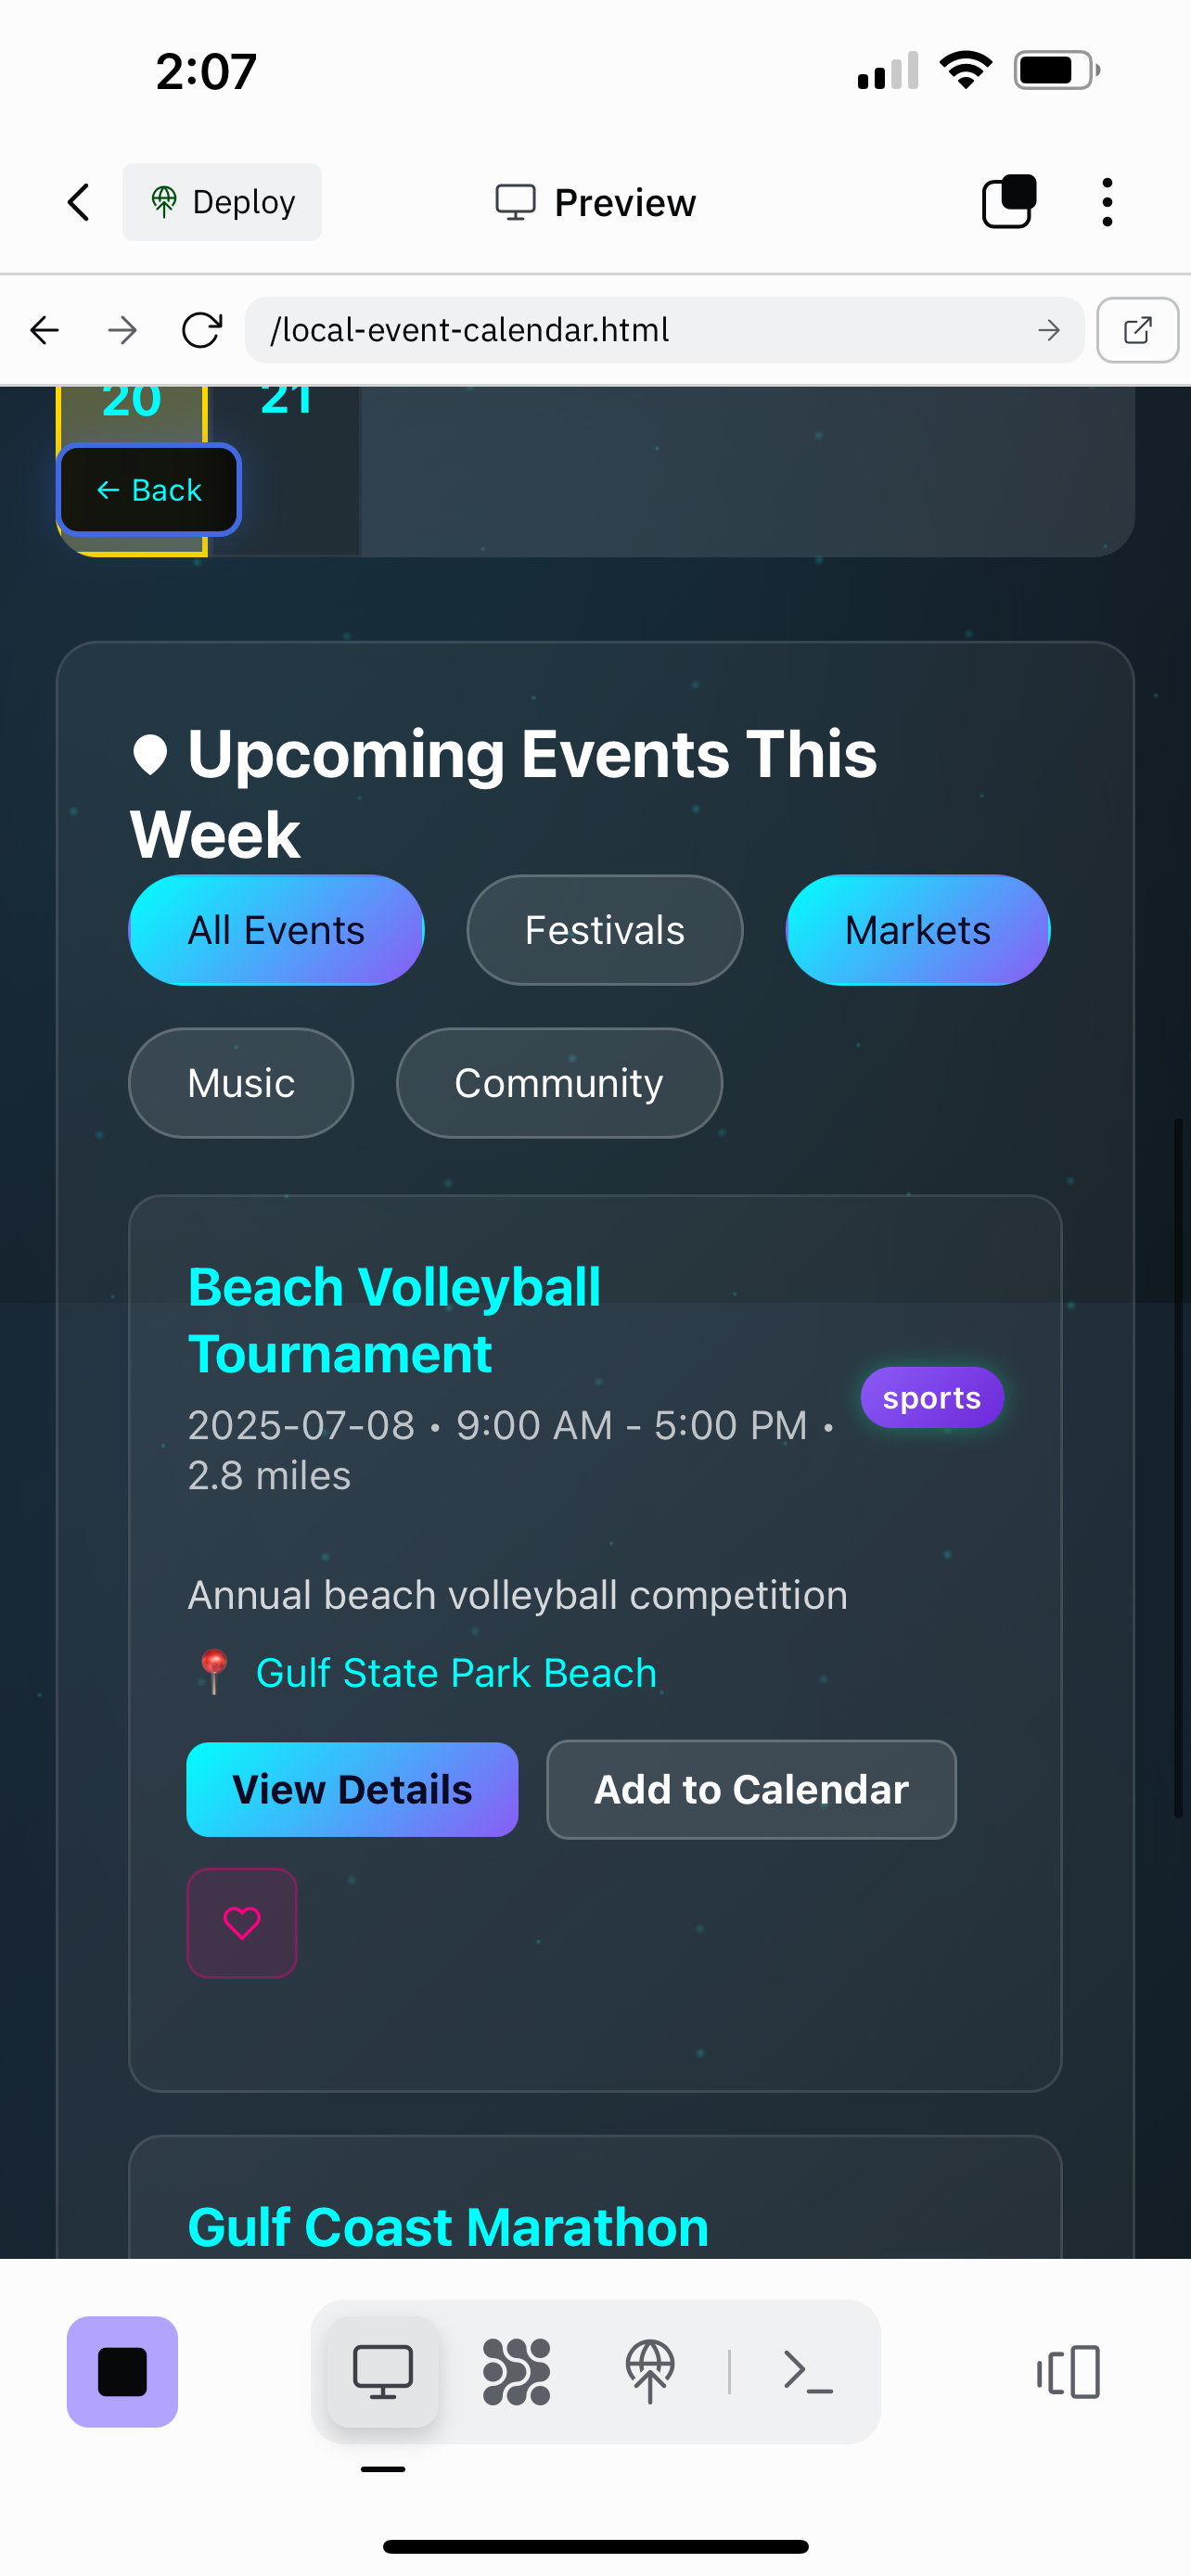 2:07
Deploy
Preview
/local-event-calendar.html
20 21
← Back
Upcoming Events This
Week
All Events Festivals Markets
Music Community
Beach Volleyball
Tournament
sports
2025-07-08 • 9:00 AM - 5:00 PM •
2.8 miles
Annual beach volleyball competition
Gulf State Park Beach
View Details Add to Calendar
Gulf Coast Marathon